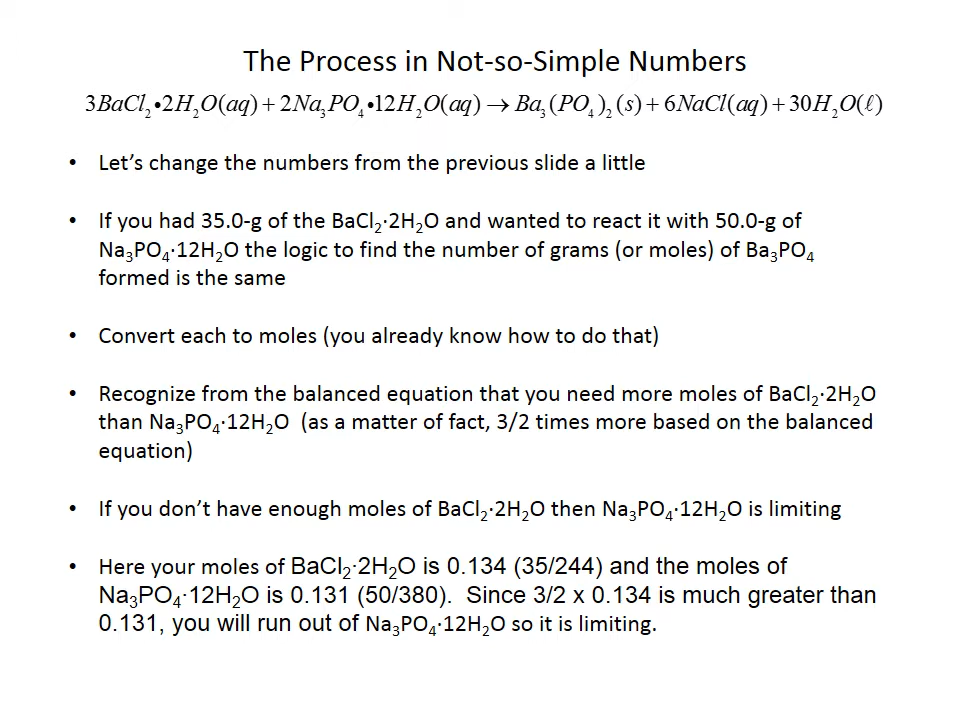 The Process in Not-so-Simple Numbers
3BaCl₂•2H₂O(aq) + 2Na₃PO₄•12H₂O(aq) → Ba₃(PO₄)₂(s) + 6NaCl(aq) + 30H₂O(ℓ)
• Let’s change the numbers from the previous slide a little
• If you had 35.0-g of the BaCl₂·2H₂O and wanted to react it with 50.0-g of
Na₃PO₄·12H₂O the logic to find the number of grams (or moles) of Ba₃PO₄
formed is the same
• Convert each to moles (you already know how to do that)
• Recognize from the balanced equation that you need more moles of BaCl₂·2H₂O
than Na₃PO₄·12H₂O (as a matter of fact, 3/2 times more based on the balanced
equation)
• If you don’t have enough moles of BaCl₂·2H₂O then Na₃PO₄·12H₂O is limiting
• Here your moles of BaCl₂·2H₂O is 0.134 (35/244) and the moles of
Na₃PO₄·12H₂O is 0.131 (50/380). Since 3/2 x 0.134 is much greater than
0.131, you will run out of Na₃PO₄·12H₂O so it is limiting.